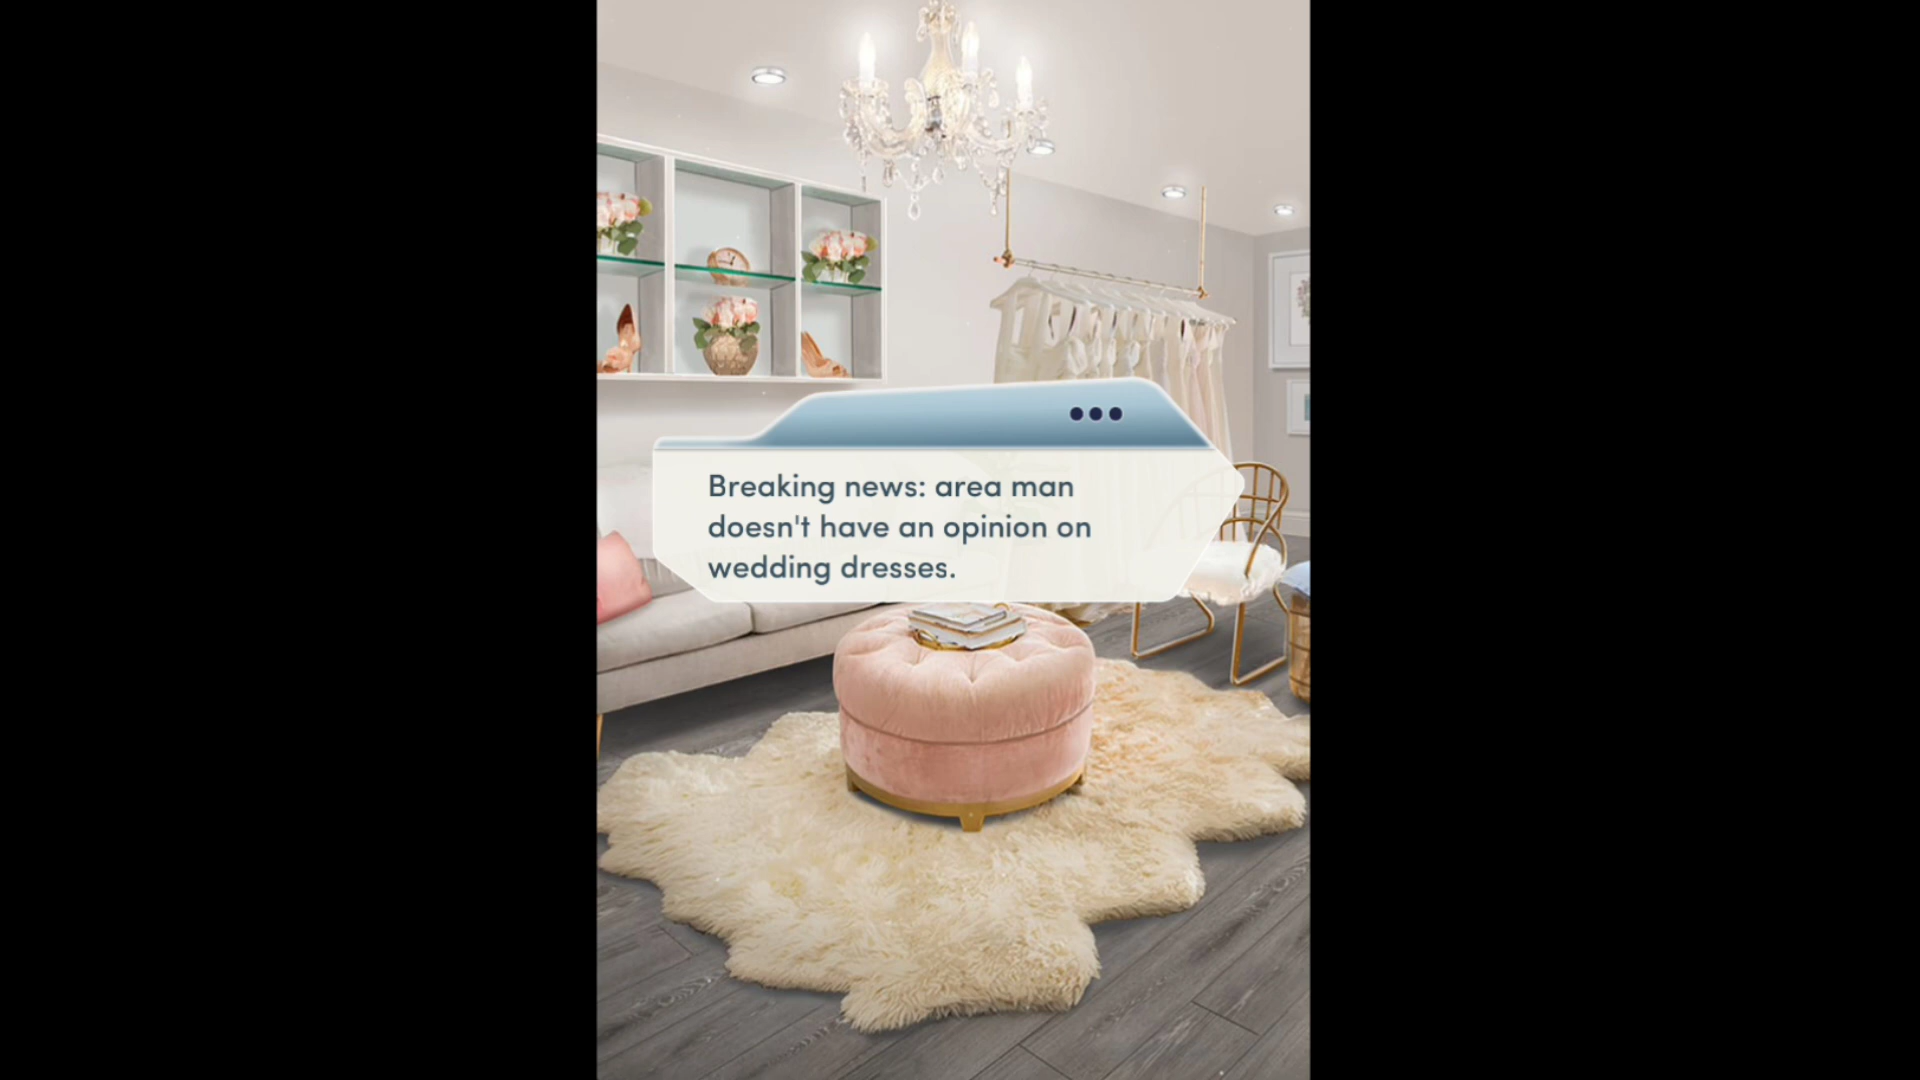 Breaking news: area man
doesn't have an opinion on
wedding dresses.